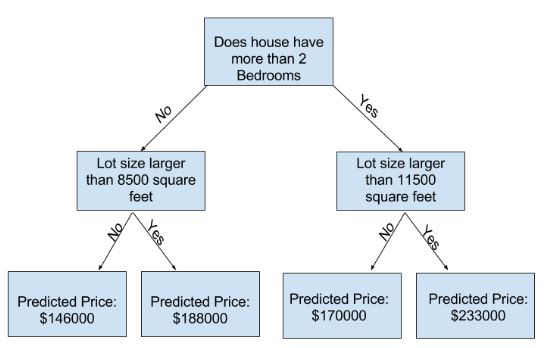 Does house have
more than 2
Bedrooms
No
Yes
Lot size larger
than 8500 square
feet
Lot size larger
than 11500
square feet
No
Yes
No
Yes
Predicted Price:
$146000
Predicted Price:
$188000
Predicted Price:
$170000
Predicted Price:
$233000